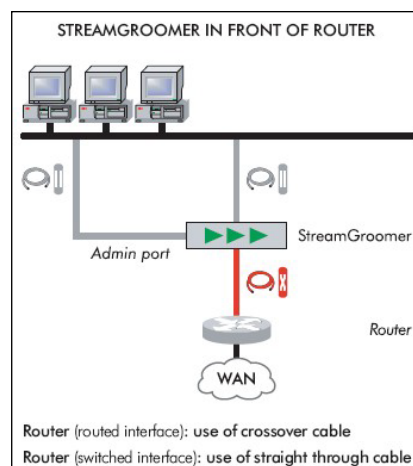 STREAMGROOMER IN FRONT OF ROUTER
StreamGroomer
Admin port
Router
WAN
Router (routed interface): use of crossover cable
Router (switched interface): use of straight through cable